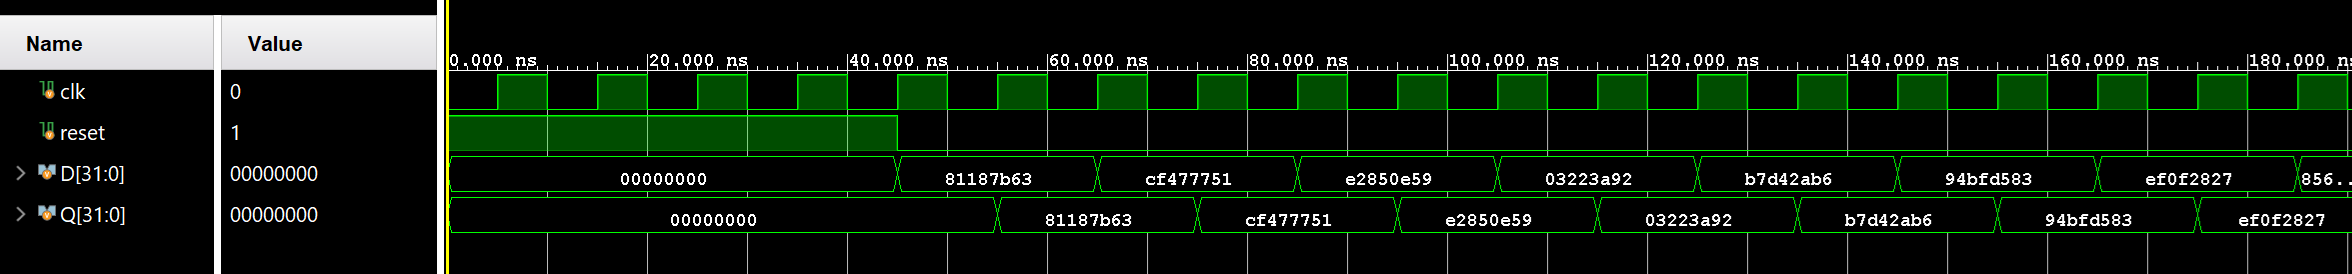 Name Value
0.000 ns 20.000 ns 40.000 ns 60.000 ns 80.000 ns 100.000 ns 120.000 ns 140.000 ns 160.000 ns 180.000 ns
clk 0
reset 1
D[31:0] 00000000 00000000 81187b63 cf477751 e2850e59 03223a92 b7d42ab6 94bfd583 ef0f2827 856..
Q[31:0] 00000000 00000000 81187b63 cf477751 e2850e59 03223a92 b7d42ab6 94bfd583 ef0f2827